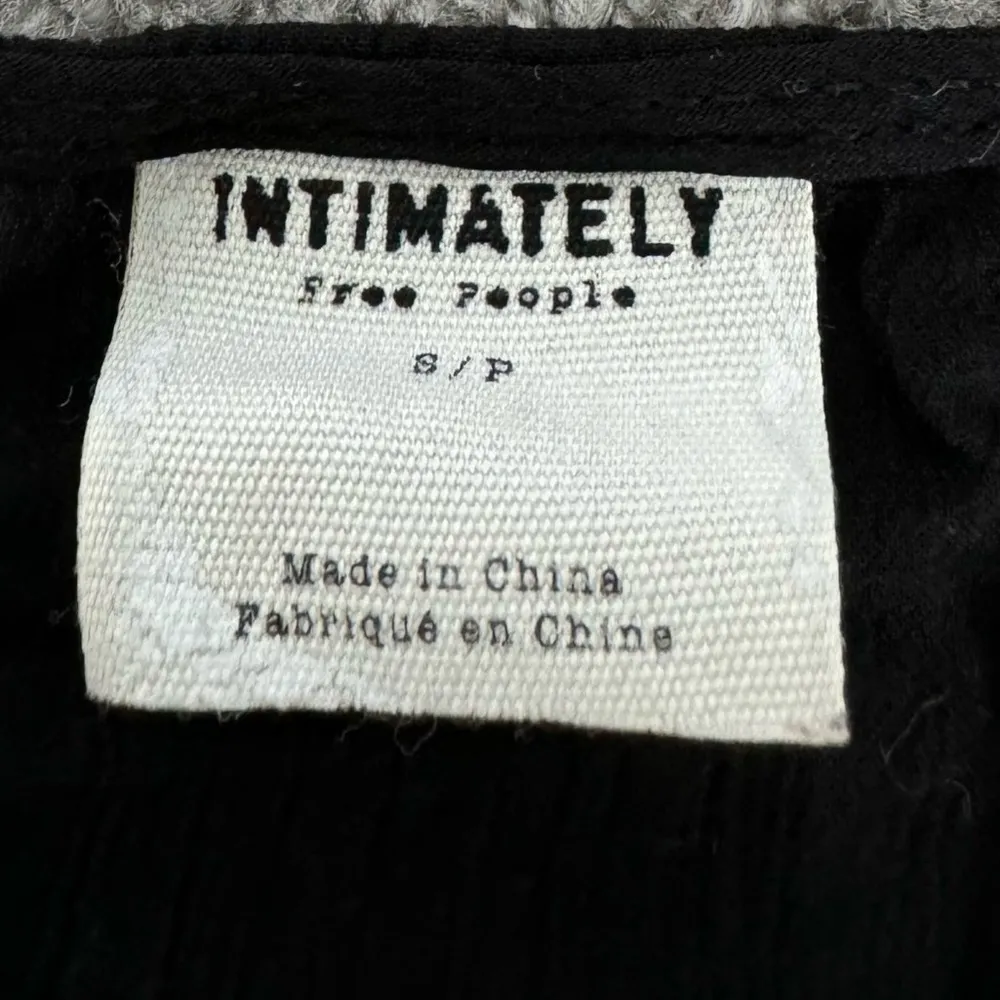 INTIMATELY
Free People
S/P
Made in China
Fabriqué en Chine